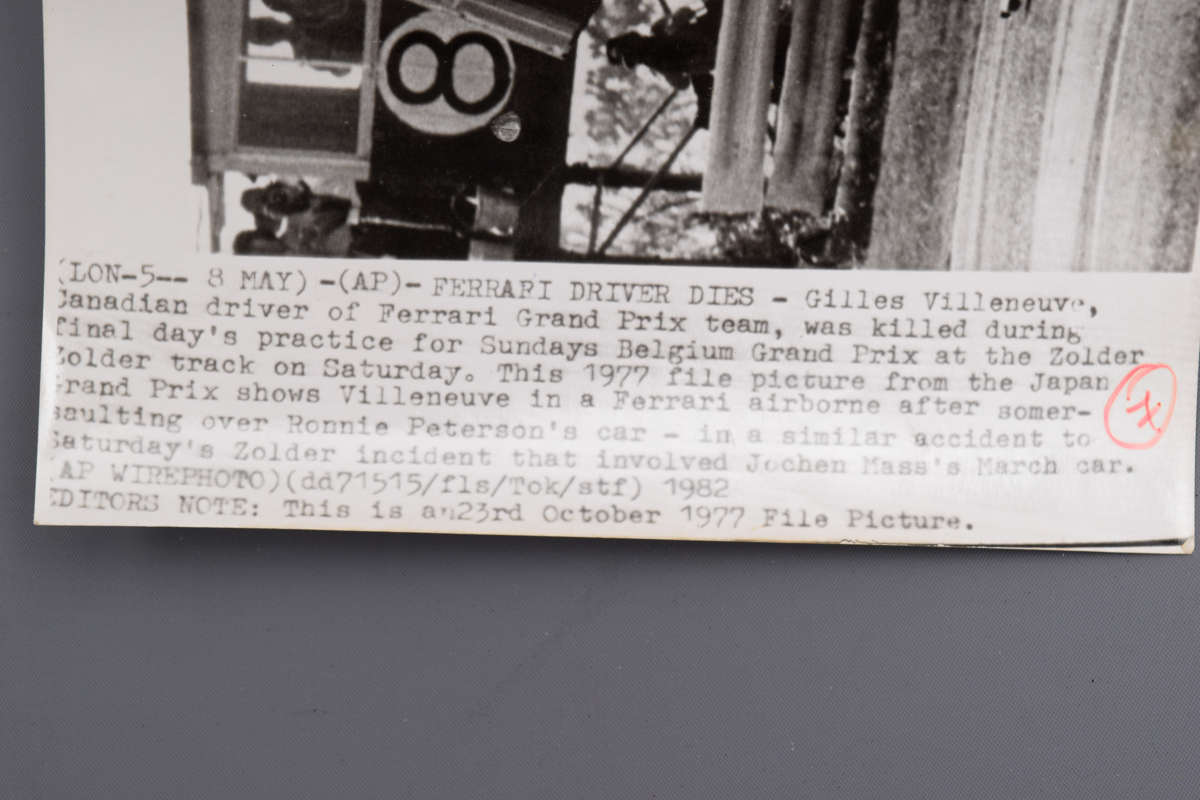 8
(LON-5-- 8 MAY) -(AP)- FERRARI DRIVER DIES - Gilles Villeneuve,
Canadian driver of Ferrari Grand Prix team, was killed during
final day's practice for Sundays Belgium Grand Prix at the Zolder
Zolder track on Saturday. This 1977 file picture from the Japan
Grand Prix shows Villeneuve in a Ferrari airborne after somer-
saulting over Ronnie Peterson's car - in a similar accident to
Saturday's Zolder incident that involved Jochen Mass's March car.
(AP WIREPHOTO)(dd71515/fls/Tok/stf) 1982
EDITORS NOTE: This is an23rd October 1977 File Picture.